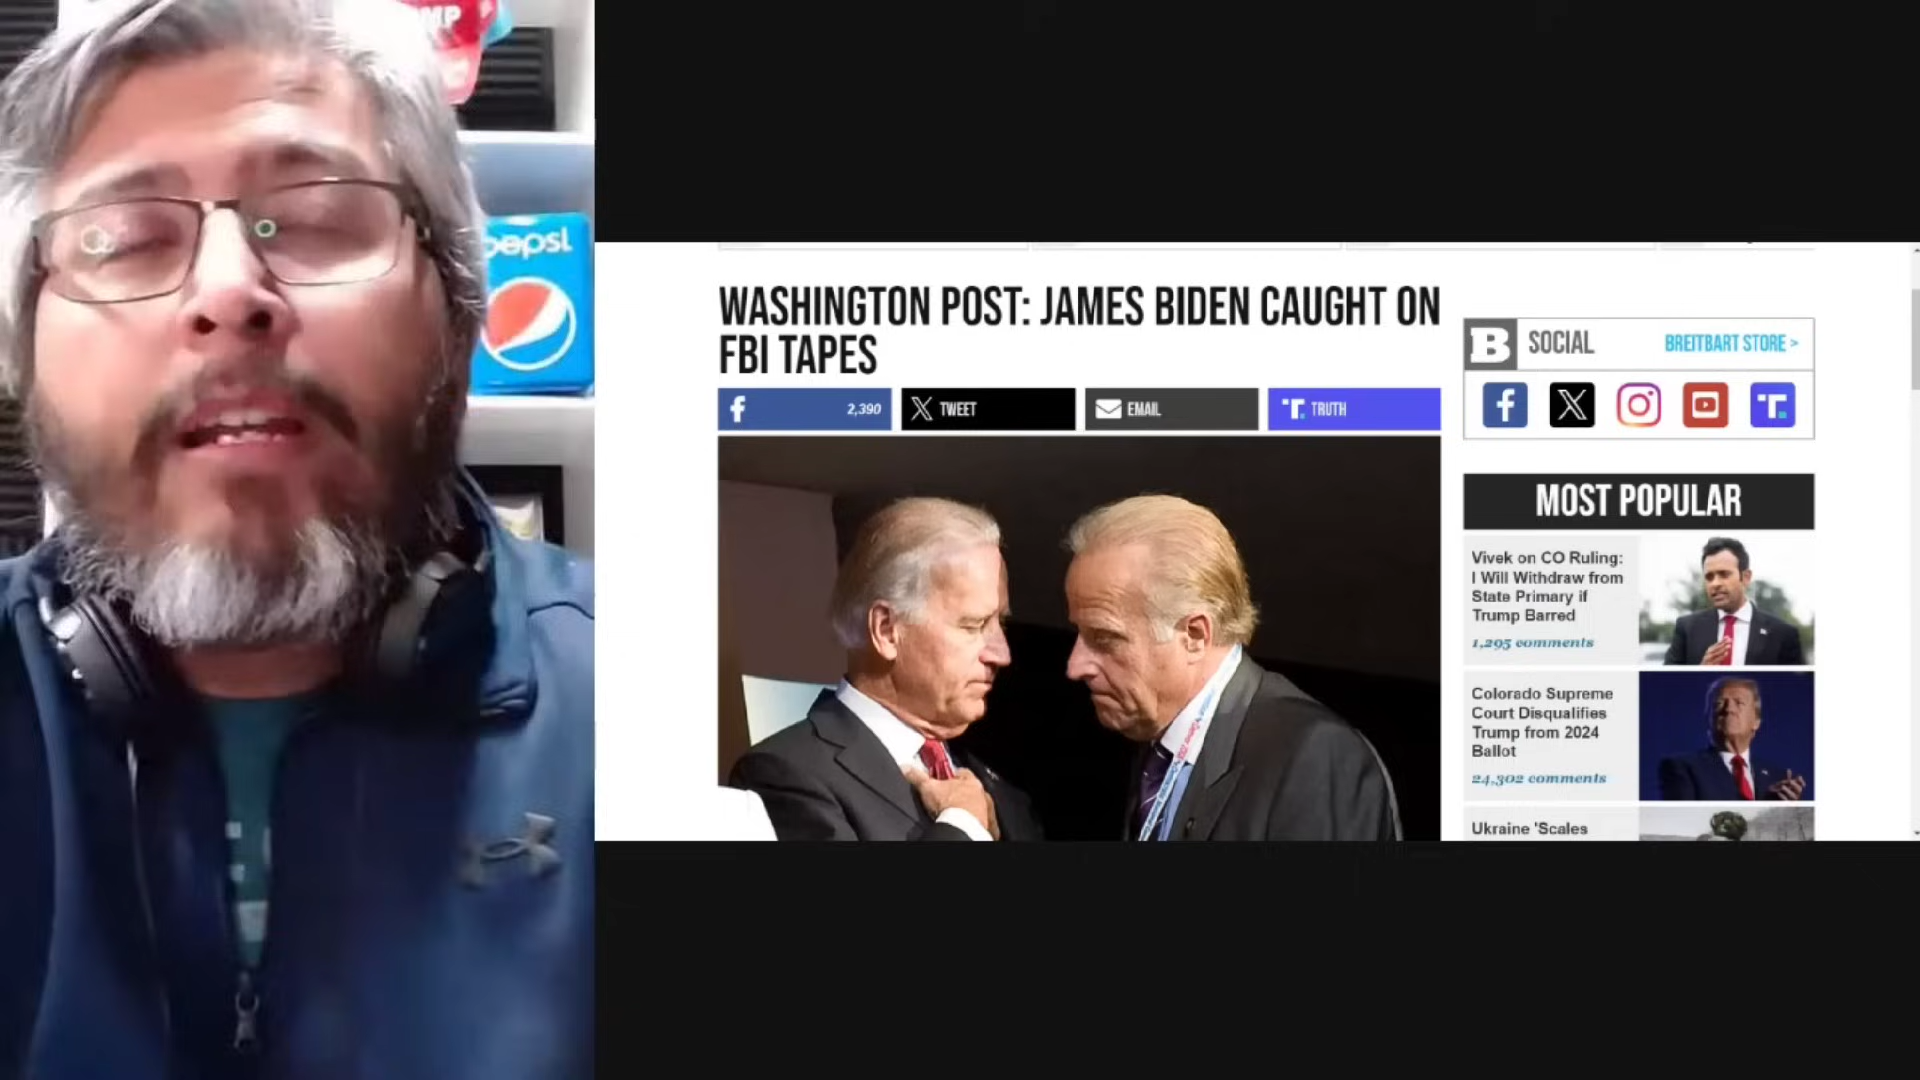 MP
pepsi
WASHINGTON POST: JAMES BIDEN CAUGHT ON
FBI TAPES
2,390
TWEET
EMAIL
TRUTH
B SOCIAL
BREITBART STORE >
MOST POPULAR
Vivek on CO Ruling:
I Will Withdraw from
State Primary if
Trump Barred
1,295 comments
Colorado Supreme
Court Disqualifies
Trump from 2024
Ballot
24,302 comments
Ukraine 'Scales